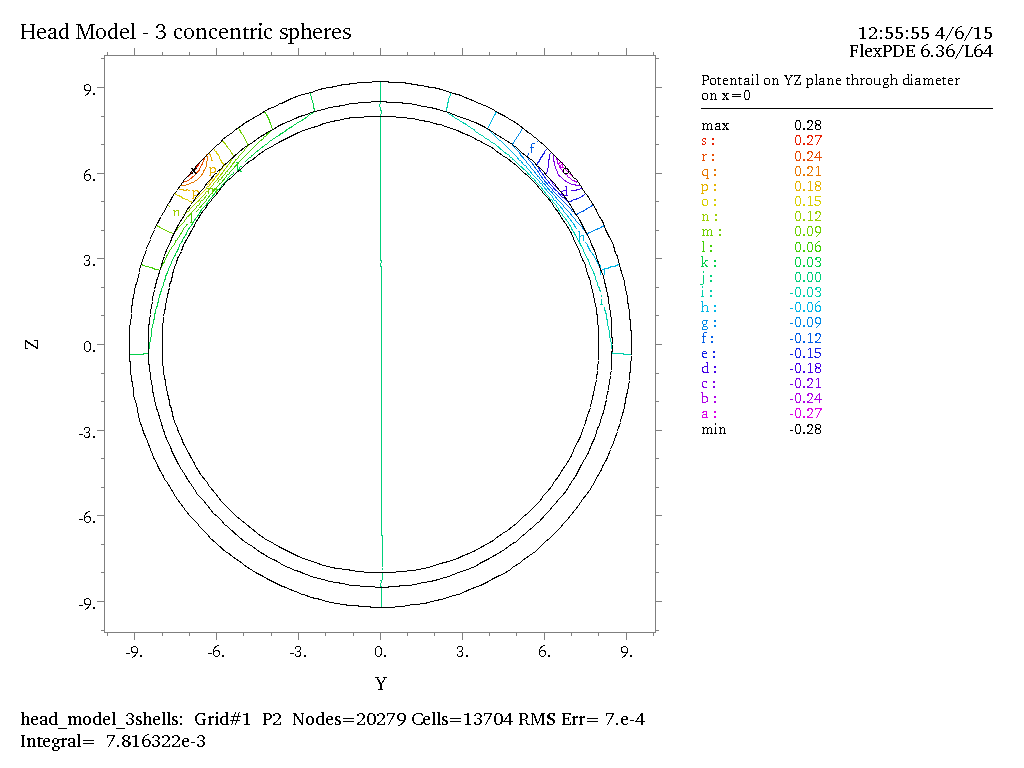 Head Model - 3 concentric spheres
12:55:55 4/6/15
FlexPDE 6.36/L64
Potentail on YZ plane through diameter
on x=0
max 0.28
s: 0.27
r: 0.24
q: 0.21
p: 0.18
o: 0.15
n: 0.12
m: 0.09
l: 0.06
k: 0.03
j: 0.00
i: -0.03
h: -0.06
g: -0.09
f: -0.12
e: -0.15
d: -0.18
c: -0.21
b: -0.24
a: -0.27
min -0.28
9.
6.
3.
0.
-3.
-6.
-9.
Z
x
p
n
l
f
o
d
h
-9. -6. -3. 0. 3. 6. 9.
Y
head_model_3shells: Grid#1 P2 Nodes=20279 Cells=13704 RMS Err= 7.e-4
Integral= 7.816322e-3